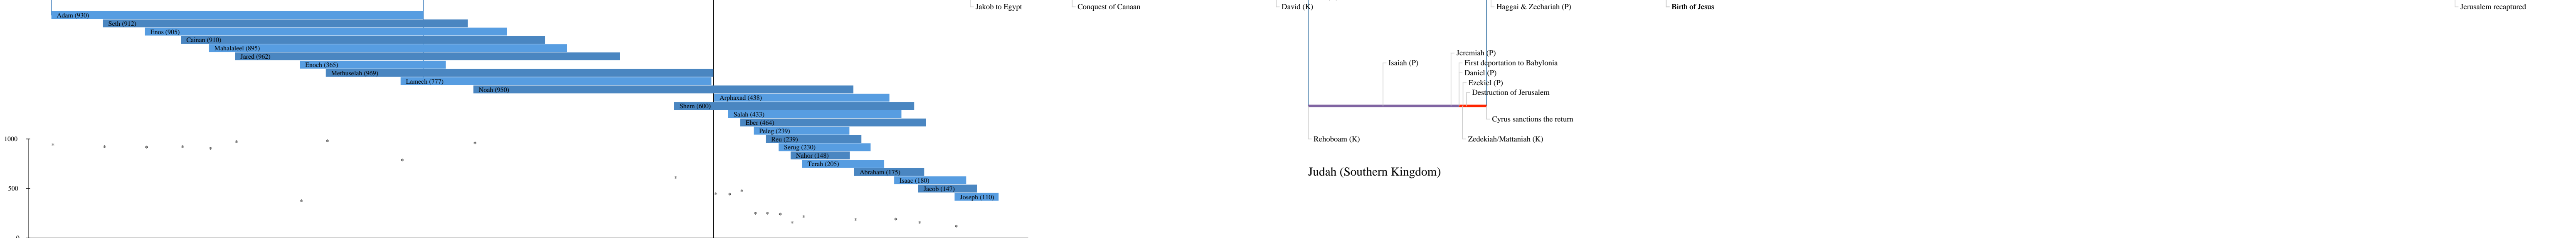 Jakob to Egypt
Conquest of Canaan
David (K)
Haggai & Zechariah (P)
Birth of Jesus
Jerusalem recaptured
Adam (930)
Seth (912)
Enos (905)
Cainan (910)
Mahalaleel (895)
Jared (962)
Enoch (365)
Methuselah (969)
Lamech (777)
Noah (950)
Arphaxad (438)
Shem (600)
Salah (433)
Eber (464)
Peleg (239)
Reu (239)
Serug (230)
Nahor (148)
Terah (205)
Abraham (175)
Isaac (180)
Jacob (147)
Joseph (110)
1000
500
0
Jeremiah (P)
Isaiah (P)
First deportation to Babylonia
Daniel (P)
Ezekiel (P)
Destruction of Jerusalem
Cyrus sanctions the return
Rehoboam (K)
Zedekiah/Mattaniah (K)
Judah (Southern Kingdom)